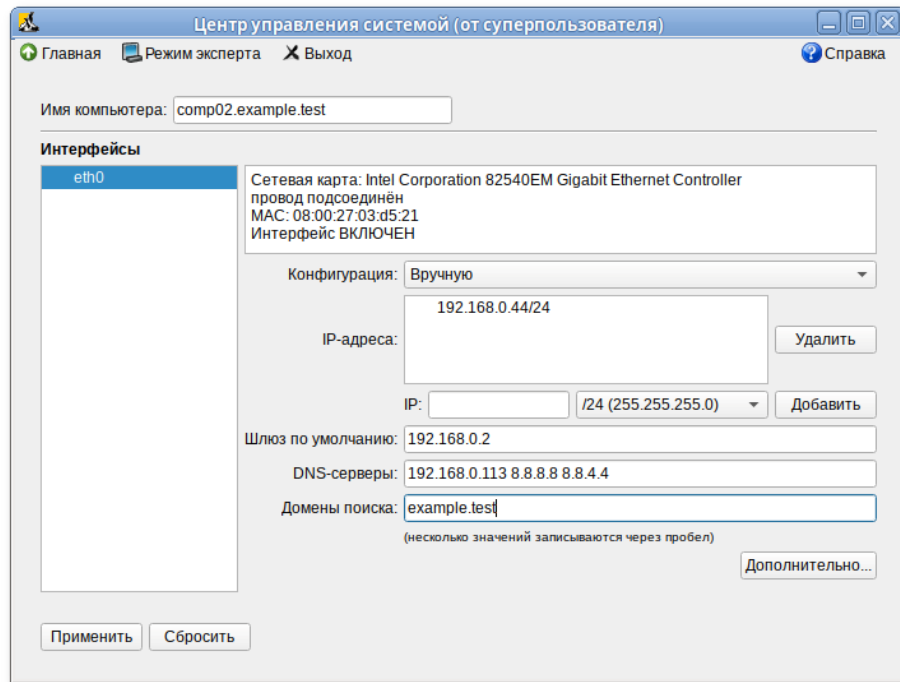 Центр управления системой (от суперпользователя)
Главная Режим эксперта Выход Справка
Имя компьютера: comp02.example.test
Интерфейсы
eth0
Сетевая карта: Intel Corporation 82540EM Gigabit Ethernet Controller
провод подсоединён
MAC: 08:00:27:03:d5:21
Интерфейс ВКЛЮЧЕН
Конфигурация: Вручную
192.168.0.44/24
IP-адреса: Удалить
IP: /24 (255.255.255.0) Добавить
Шлюз по умолчанию: 192.168.0.2
DNS-серверы: 192.168.0.113 8.8.8.8 8.8.4.4
Домены поиска: example.test
(несколько значений записываются через пробел)
Дополнительно...
Применить Сбросить